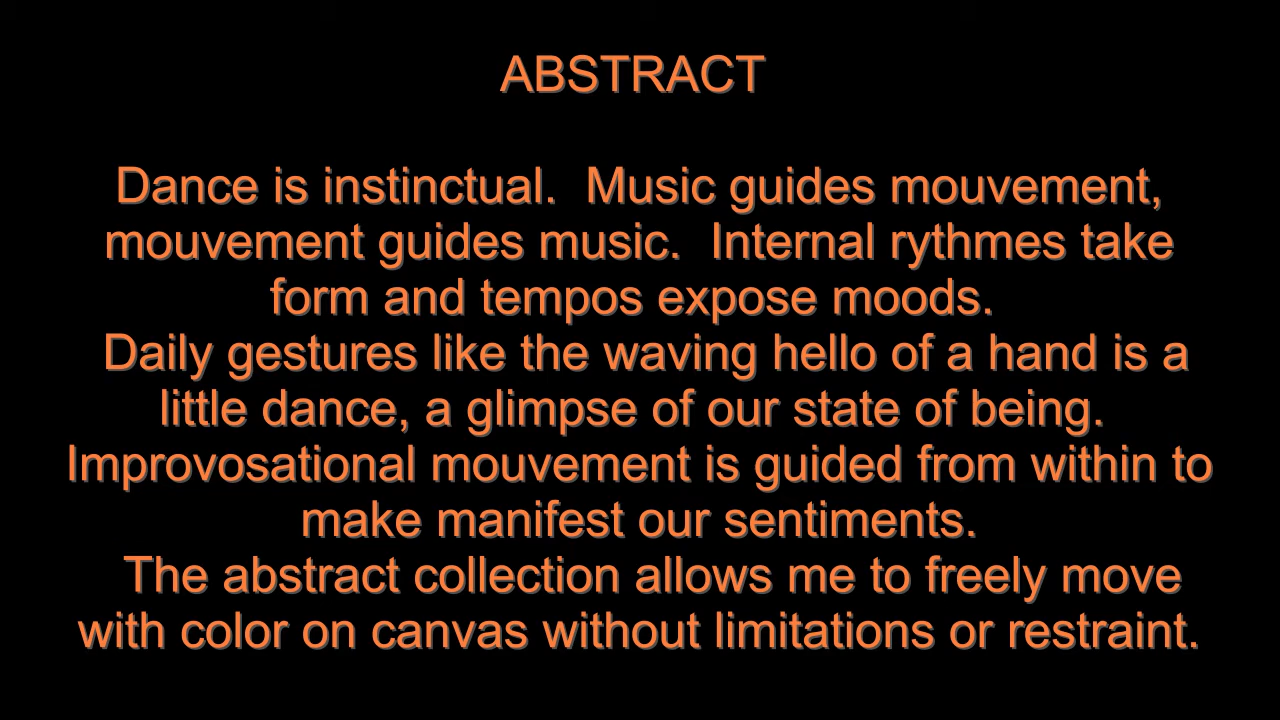 ABSTRACT
Dance is instinctual.  Music guides mouvement,
mouvement guides music.  Internal rythmes take
form and tempos expose moods.
Daily gestures like the waving hello of a hand is a
little dance, a glimpse of our state of being.
Improvosational mouvement is guided from within to
make manifest our sentiments.
The abstract collection allows me to freely move
with color on canvas without limitations or restraint.